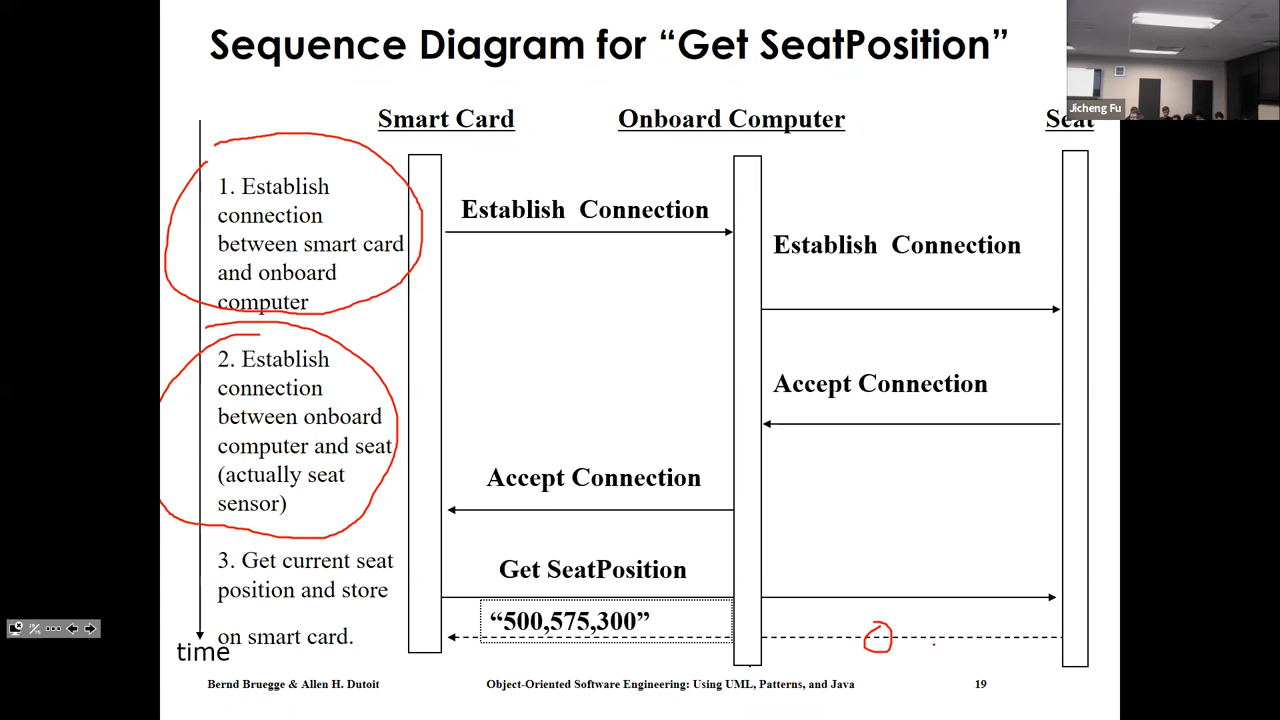 Sequence Diagram for “Get SeatPosition”
Jicheng Fu
Smart Card
Onboard Computer
Seat
1. Establish
connection
between smart card
and onboard
computer
2. Establish
connection
between onboard
computer and seat
(actually seat
sensor)
3. Get current seat
position and store
on smart card.
time
Establish Connection
Establish Connection
Accept Connection
Accept Connection
Get SeatPosition
“500,575,300”
Bernd Bruegge & Allen H. Dutoit
Object-Oriented Software Engineering: Using UML, Patterns, and Java
19